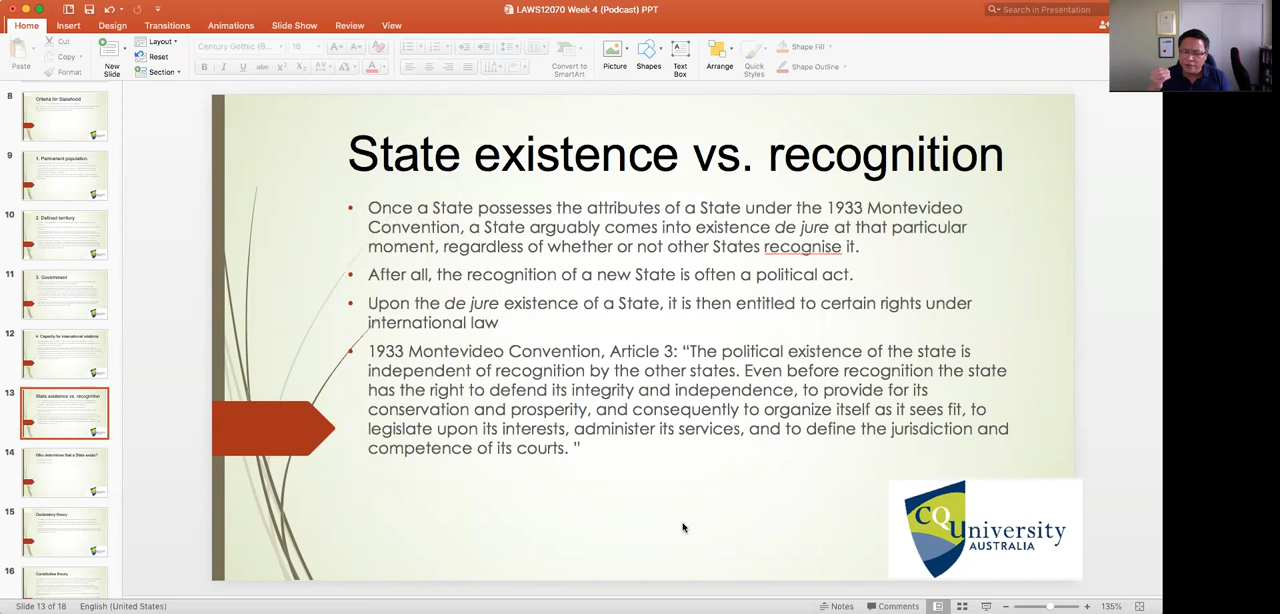 LAWS12070 Week 4 (Podcast) PPT
Search in Presentation
Home Insert Design Transitions Animations Slide Show Review View
Paste
Cut
Copy
Format
New Slide
Layout
Reset
Section
Century Gothic (B... 18
Convert to SmartArt
Picture
Shapes
Text Box
Arrange
Quick Styles
Shape Fill
Shape Outline
8
Criteria for Statehood
9
1. Permanent population
10
2. Defined territory
11
3. Government
12
4. Capacity for international relations
13
State existence vs. recognition
14
Who determines that a State exists?
15
Declaratory theory
16
Constitutive theory
State existence vs. recognition
• Once a State possesses the attributes of a State under the 1933 Montevideo
Convention, a State arguably comes into existence de jure at that particular
moment, regardless of whether or not other States recognise it.
• After all, the recognition of a new State is often a political act.
• Upon the de jure existence of a State, it is then entitled to certain rights under
international law
• 1933 Montevideo Convention, Article 3: “The political existence of the state is
independent of recognition by the other states. Even before recognition the state
has the right to defend its integrity and independence, to provide for its
conservation and prosperity, and consequently to organize itself as it sees fit, to
legislate upon its interests, administer its services, and to define the jurisdiction and
competence of its courts. ”
CQUniversity
AUSTRALIA
Slide 13 of 18 English (United States)
Notes Comments 135%